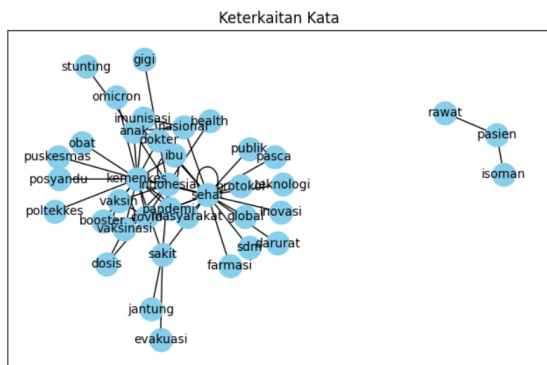 Keterkaitan Kata
gigi
stunting
omicron
rawat
imunisasi
health
nasional
anak
pasien
dokter
obat
publik
ibu
puskesmas
pasca
isoman
posyandu
kemenkes
indonesia
protokol
teknologi
sehat
vaksin
poltekkes
pandemi
inovasi
booster
covid
masyarakat
global
vaksinasi
darurat
sdm
sakit
dosis
farmasi
jantung
evakuasi